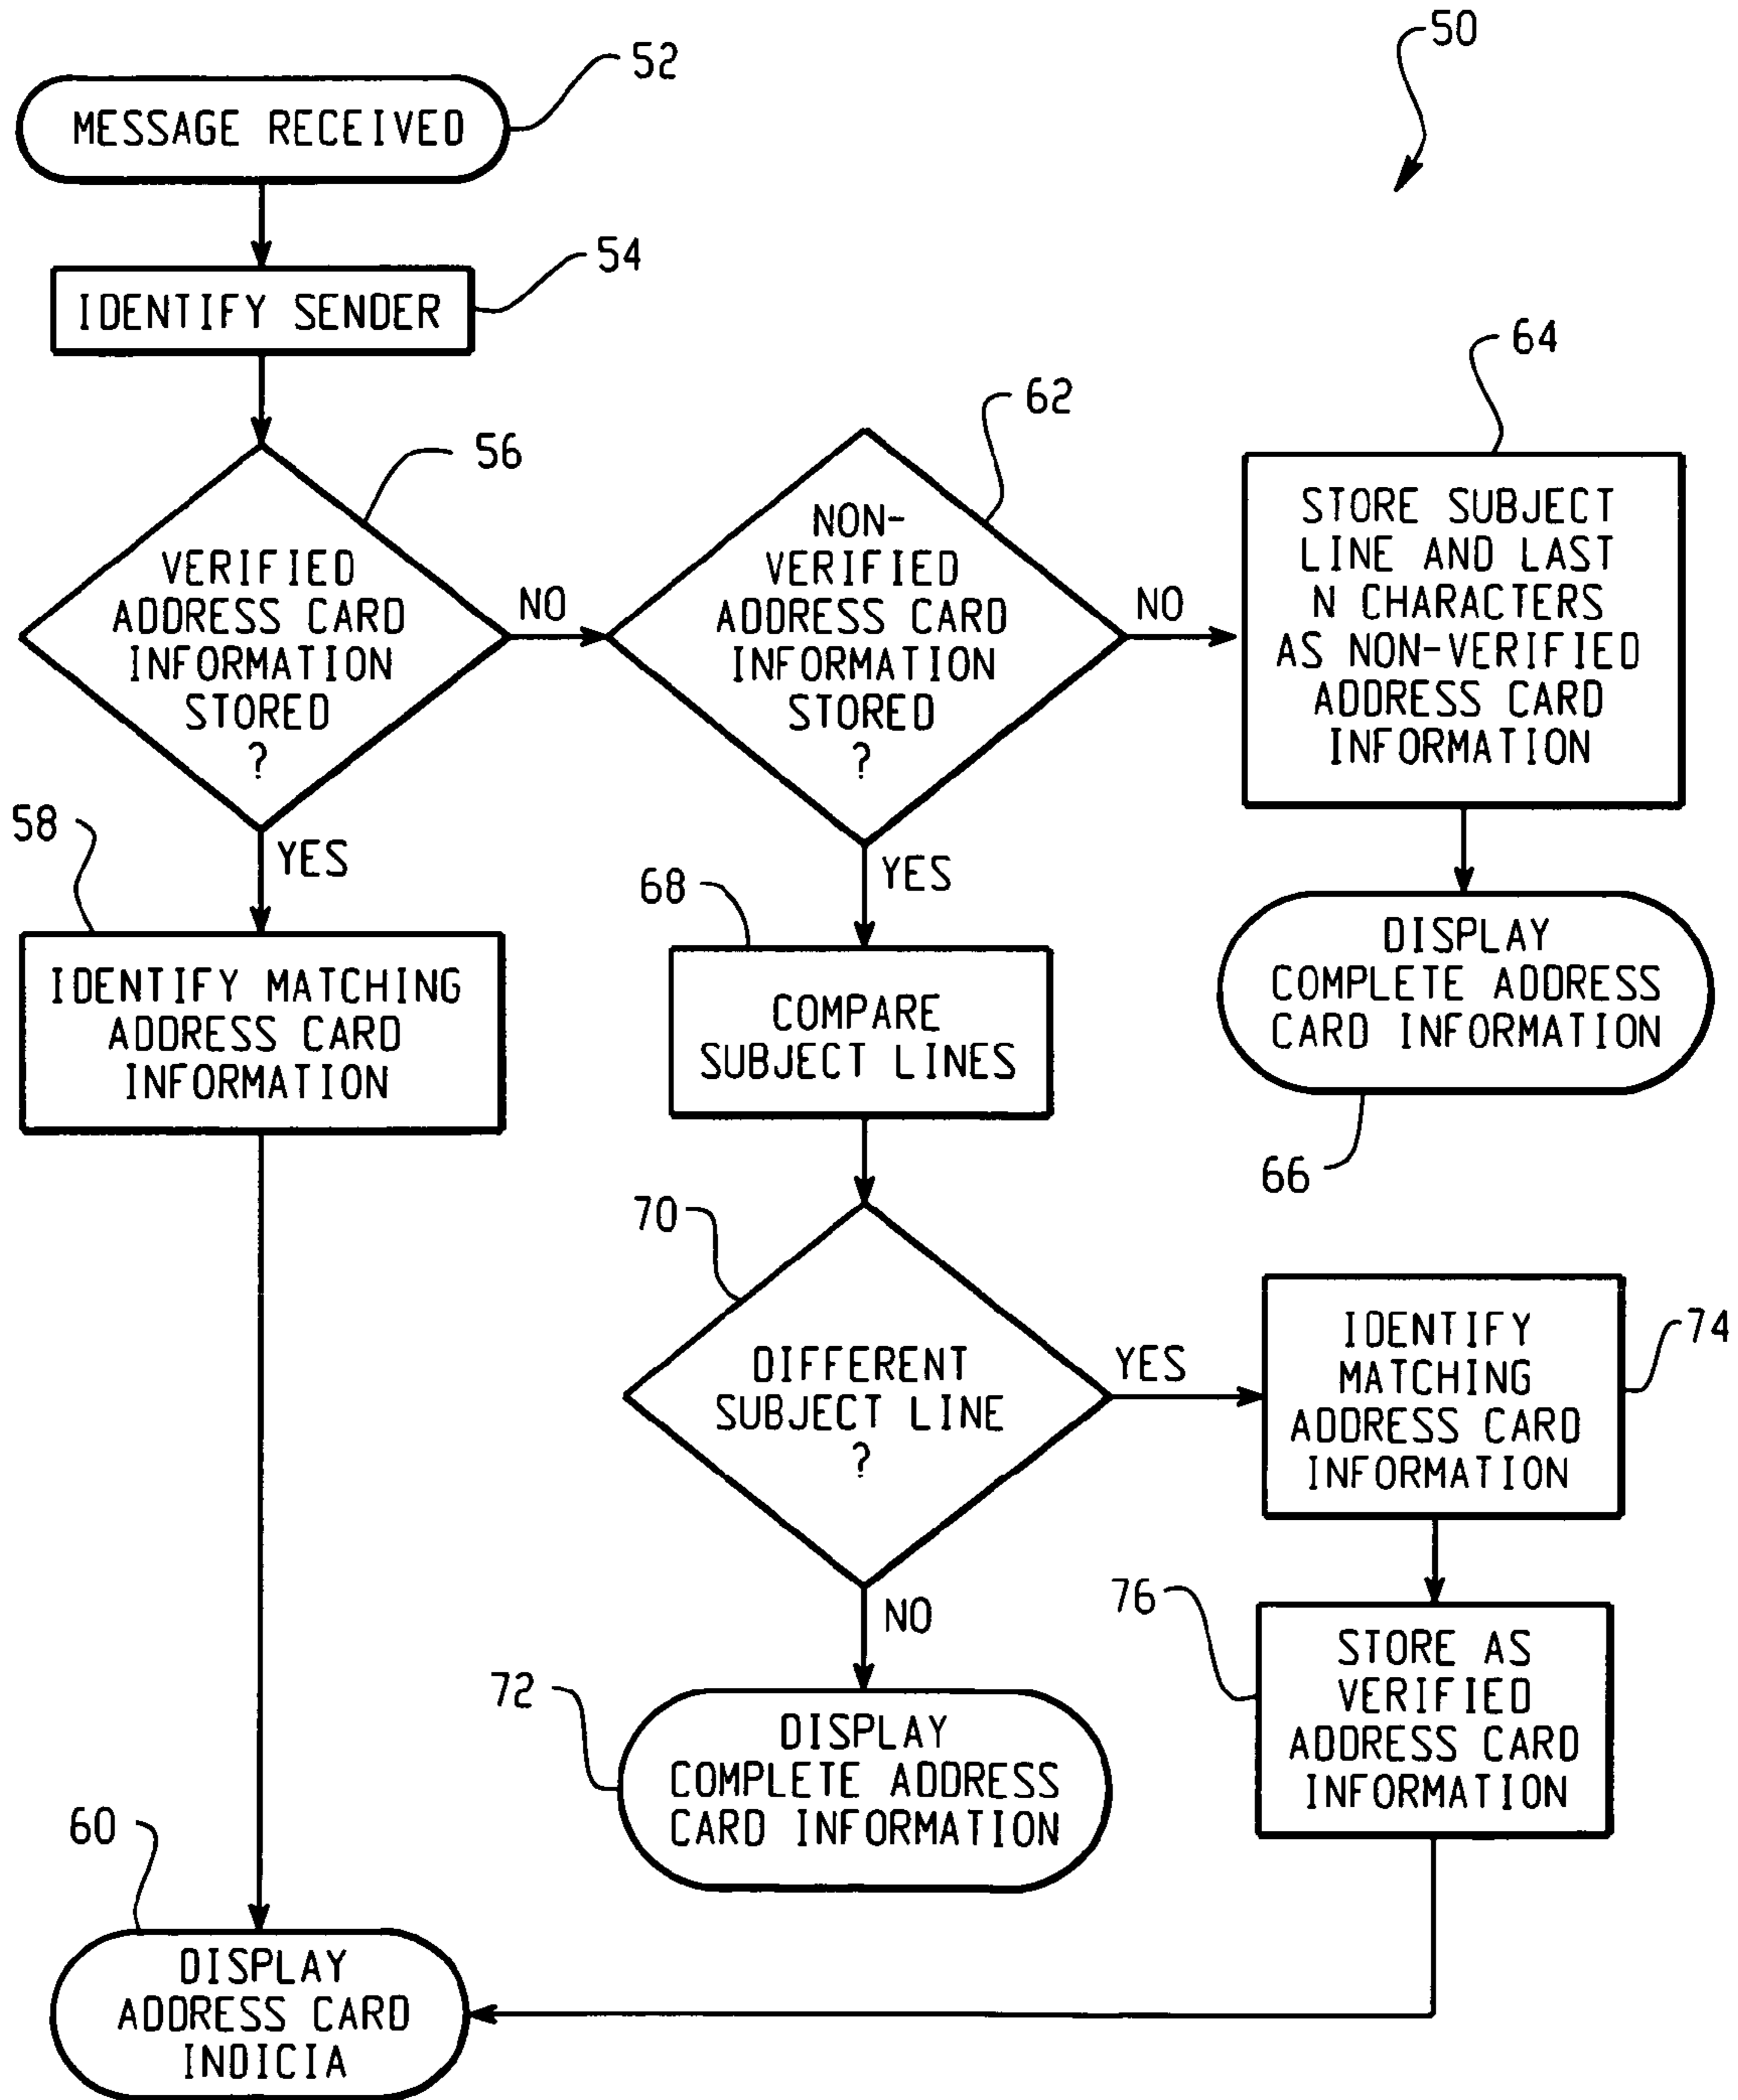 50
52
MESSAGE RECEIVED
54
IDENTIFY SENDER
56
VERIFIED
ADDRESS CARD
INFORMATION
STORED
?
NO
YES
62
NON-
VERIFIED
ADDRESS CARD
INFORMATION
STORED
?
NO
YES
64
STORE SUBJECT
LINE AND LAST
N CHARACTERS
AS NON-VERIFIED
ADDRESS CARD
INFORMATION
58
IDENTIFY MATCHING
ADDRESS CARD
INFORMATION
68
COMPARE
SUBJECT LINES
DISPLAY
COMPLETE ADDRESS
CARD INFORMATION
66
70
DIFFERENT
SUBJECT LINE
?
YES
NO
IDENTIFY
MATCHING
ADDRESS CARD
INFORMATION
74
72
DISPLAY
COMPLETE ADDRESS
CARD INFORMATION
76
STORE AS
VERIFIED
ADDRESS CARD
INFORMATION
60
DISPLAY
ADDRESS CARD
INDICIA